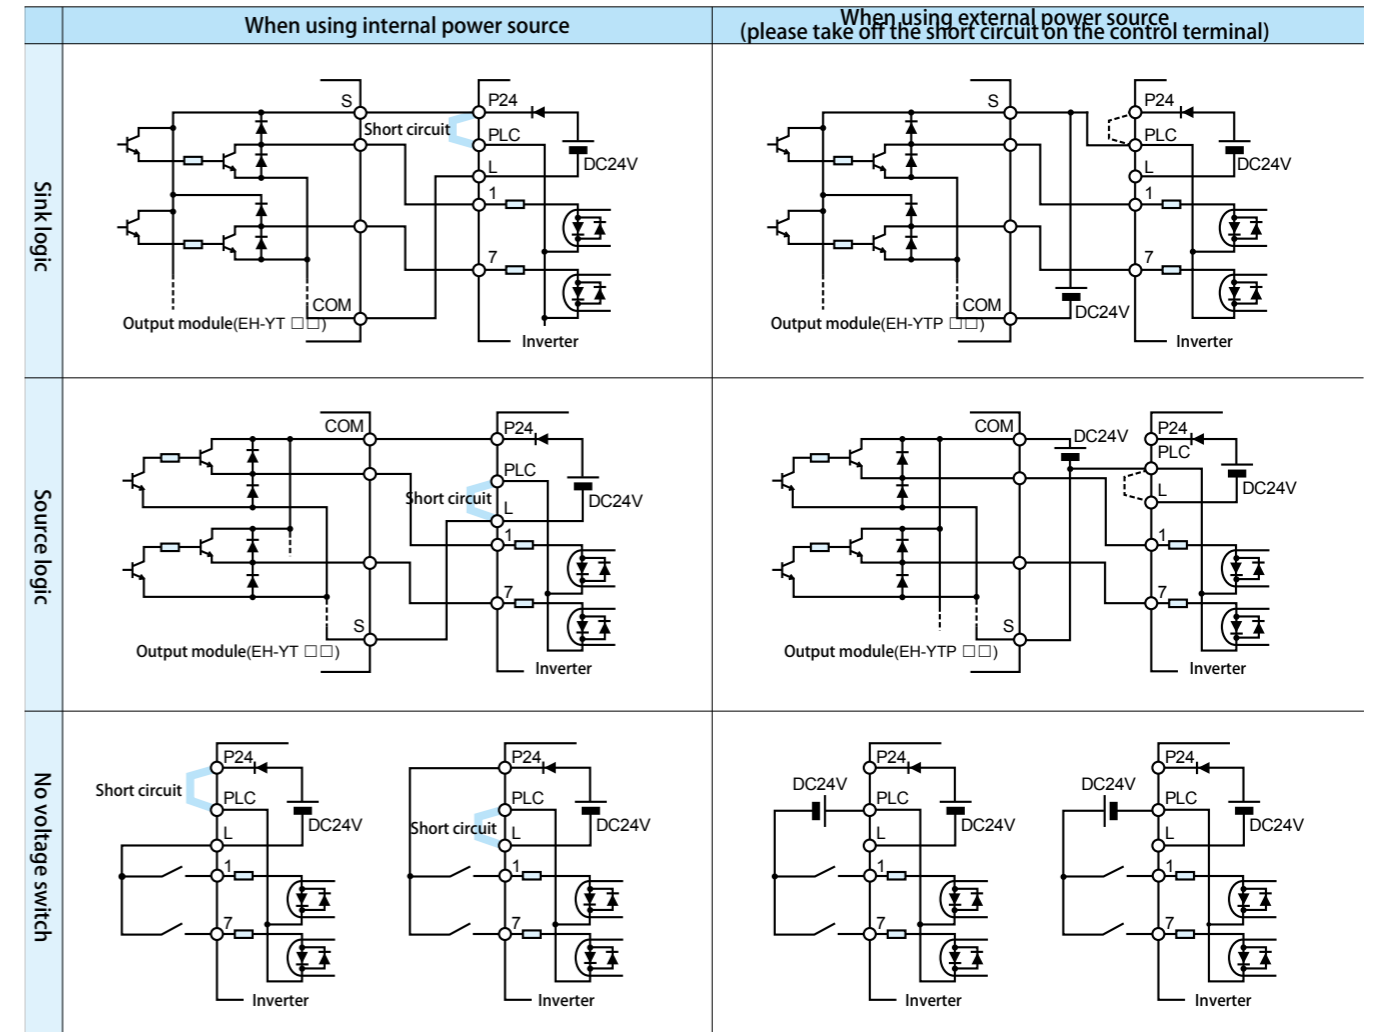 When using internal power source
When using external power source
(please take off the short circuit on the control terminal)
Sink logic
S
P24
Short circuit
PLC
L
DC24V
1
7
COM
Output module(EH-YT □□)
Inverter
S
P24
PLC
L
DC24V
1
7
COM
DC24V
Output module(EH-YTP □□)
Inverter
Source logic
COM
P24
PLC
Short circuit
DC24V
L
1
7
S
Output module(EH-YT □□)
Inverter
COM
DC24V
P24
PLC
L
DC24V
1
7
S
Output module(EH-YTP □□)
Inverter
No voltage switch
P24
Short circuit
PLC
DC24V
L
1
7
Inverter
P24
PLC
Short circuit
DC24V
L
1
7
Inverter
P24
DC24V
PLC
DC24V
L
1
7
Inverter
P24
DC24V
PLC
DC24V
L
1
7
Inverter